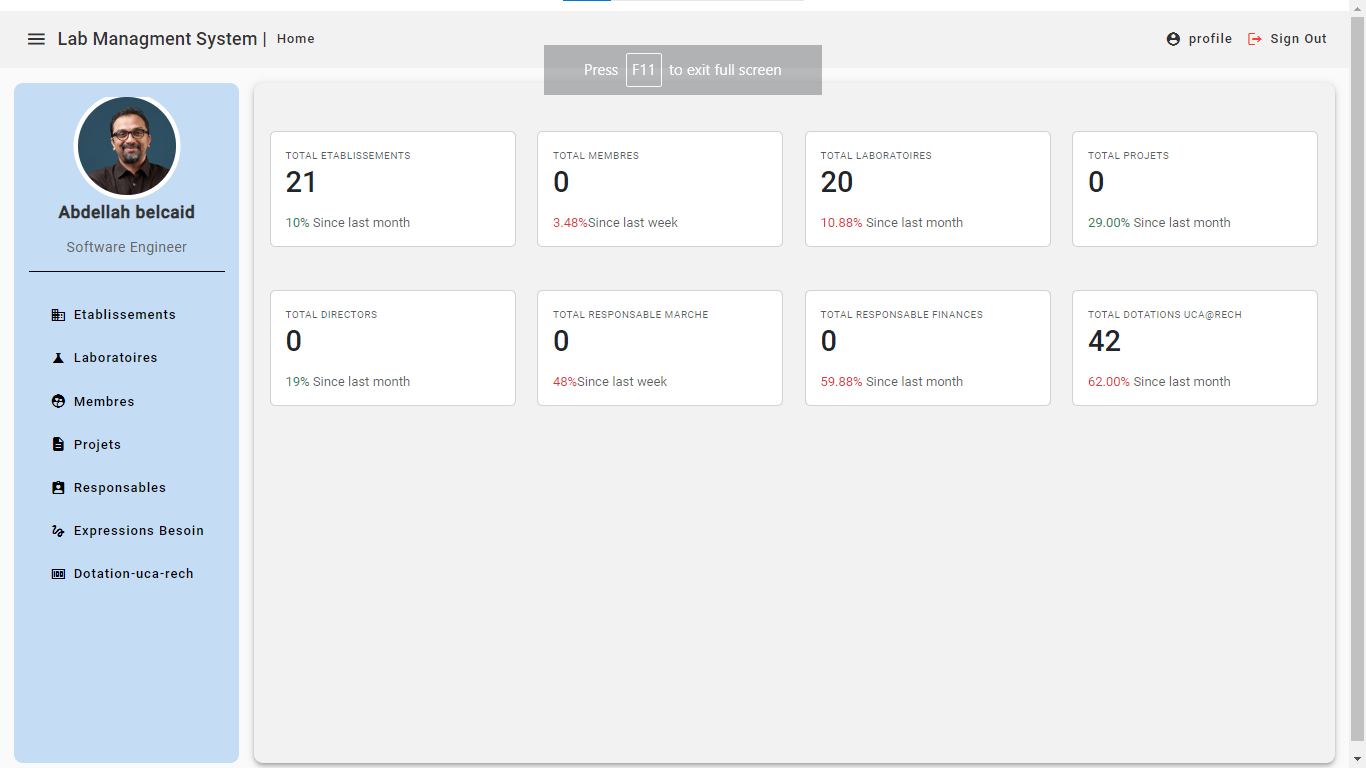 Lab Managment System | Home
profile
Sign Out
Press F11 to exit full screen
Abdellah belcaid
Software Engineer
Etablissements
Laboratoires
Membres
Projets
Responsables
Expressions Besoin
Dotation-uca-rech
TOTAL ETABLISSEMENTS
21
10% Since last month
TOTAL MEMBRES
0
3.48%Since last week
TOTAL LABORATOIRES
20
10.88% Since last month
TOTAL PROJETS
0
29.00% Since last month
TOTAL DIRECTORS
0
19% Since last month
TOTAL RESPONSABLE MARCHE
0
48%Since last week
TOTAL RESPONSABLE FINANCES
0
59.88% Since last month
TOTAL DOTATIONS UCA@RECH
42
62.00% Since last month